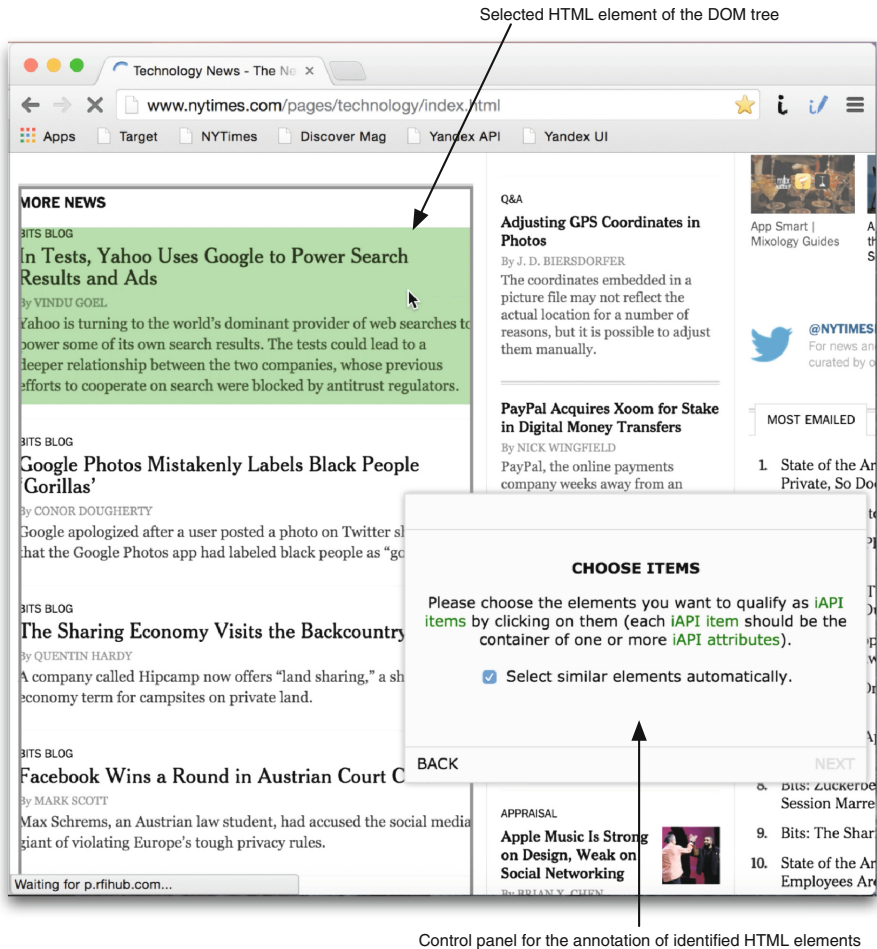 Selected HTML element of the DOM tree
Technology News - The Ne ×
www.nytimes.com/pages/technology/index.html
Apps Target NYTimes Discover Mag Yandex API Yandex UI
MORE NEWS
BITS BLOG
In Tests, Yahoo Uses Google to Power Search
Results and Ads
By VINDU GOEL
Yahoo is turning to the world's dominant provider of web searches to
power some of its own search results. The tests could lead to a
deeper relationship between the two companies, whose previous
efforts to cooperate on search were blocked by antitrust regulators.
BITS BLOG
Google Photos Mistakenly Labels Black People
'Gorillas'
By CONOR DOUGHERTY
Google apologized after a user posted a photo on Twitter
that the Google Photos app had labeled black people as "go
BITS BLOG
The Sharing Economy Visits the Backcountry
By QUENTIN HARDY
A company called Hipcamp now offers "land sharing," a sh
economy term for campsites on private land.
BITS BLOG
Facebook Wins a Round in Austrian Court C
By MARK SCOTT
Max Schrems, an Austrian law student, had accused the social media
giant of violating Europe's tough privacy rules.
Waiting for p.rfihub.com...
Q&A
Adjusting GPS Coordinates in
Photos
By J. D. BIERSDORFER
The coordinates embedded in a
picture file may not reflect the
actual location for a number of
reasons, but it is possible to adjust
them manually.
PayPal Acquires Xoom for Stake
in Digital Money Transfers
By NICK WINGFIELD
PayPal, the online payments
company weeks away from an
CHOOSE ITEMS
Please choose the elements you want to qualify as iAPI
items by clicking on them (each iAPI item should be the
container of one or more iAPI attributes).
Select similar elements automatically.
BACK NEXT
APPRAISAL
Apple Music Is Strong
on Design, Weak on
Social Networking
By BRIAN X. CHEN
App Smart |
Mixology Guides
@NYTIMES
For news an
curated by o
MOST EMAILED
1. State of the Ar
Private, So Do
8. Bits: Zuckerbe
Session Marre
9. Bits: The Shar
10. State of the Ar
Employees Are
Control panel for the annotation of identified HTML elements